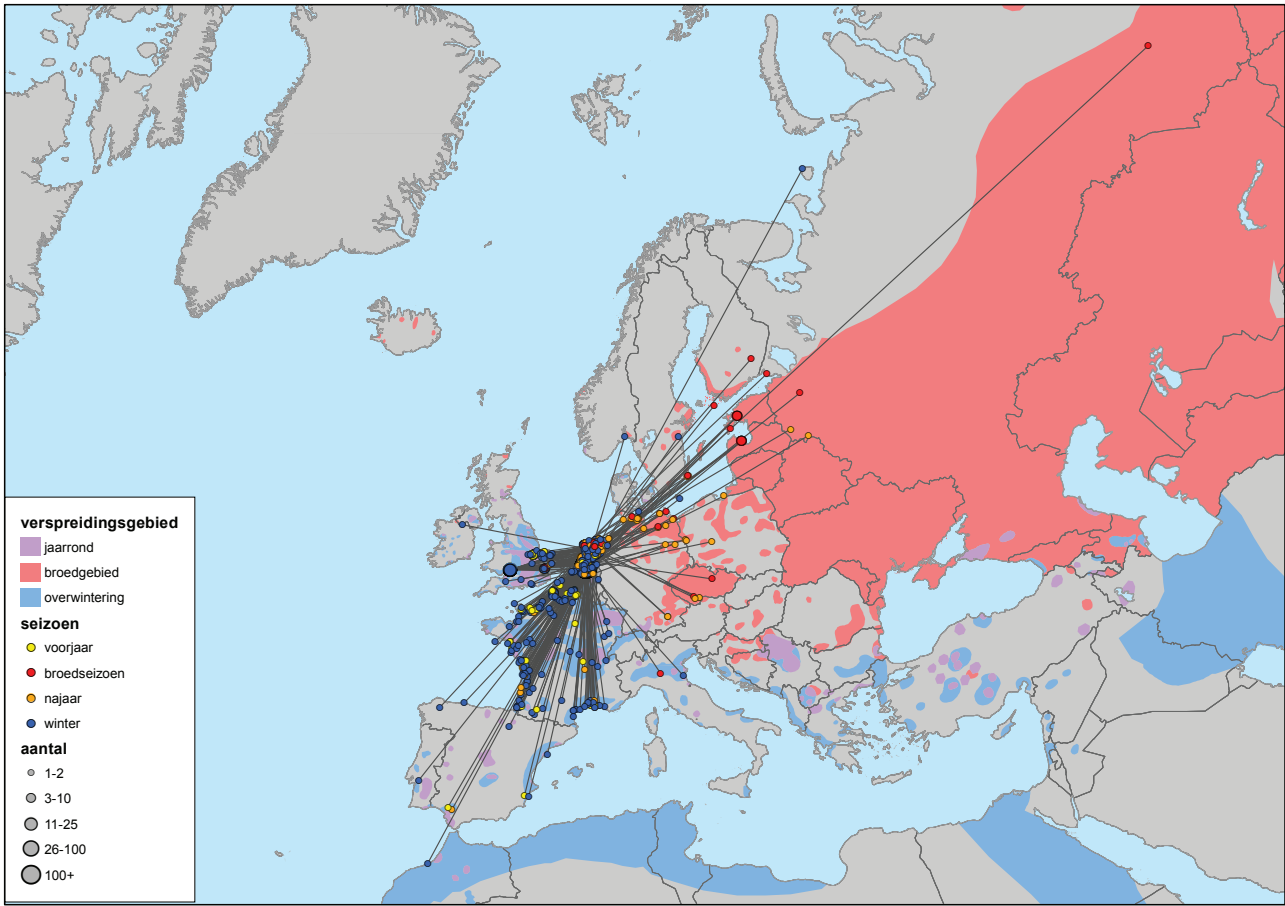 verspreidingsgebied
jaarrond
broedgebied
overwintering
seizoen
voorjaar
broedseizoen
najaar
winter
aantal
1-2
3-10
11-25
26-100
100+